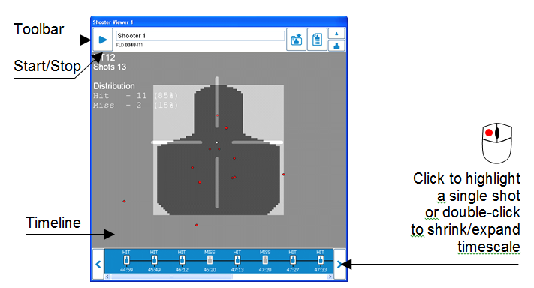 Shooter Viewer 1
Toolbar
Shooter 1
Start/Stop
Shots 13
Distribution
Hit - 11 (85%)
Miss - 2 (15%)
Click to highlight
a single shot
or double-click
to shrink/expand
timescale
Timeline
HIT HIT HIT MISS HIT MISS HIT HIT